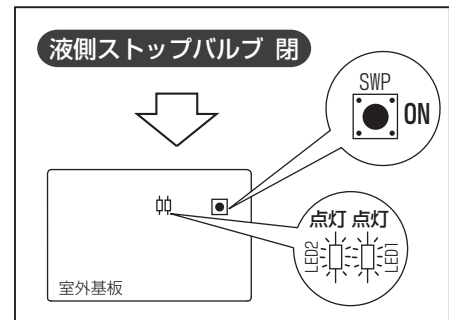 液側ストップバルブ 閉
SWP
ON
点灯 点灯
LED2
LED1
室外基板